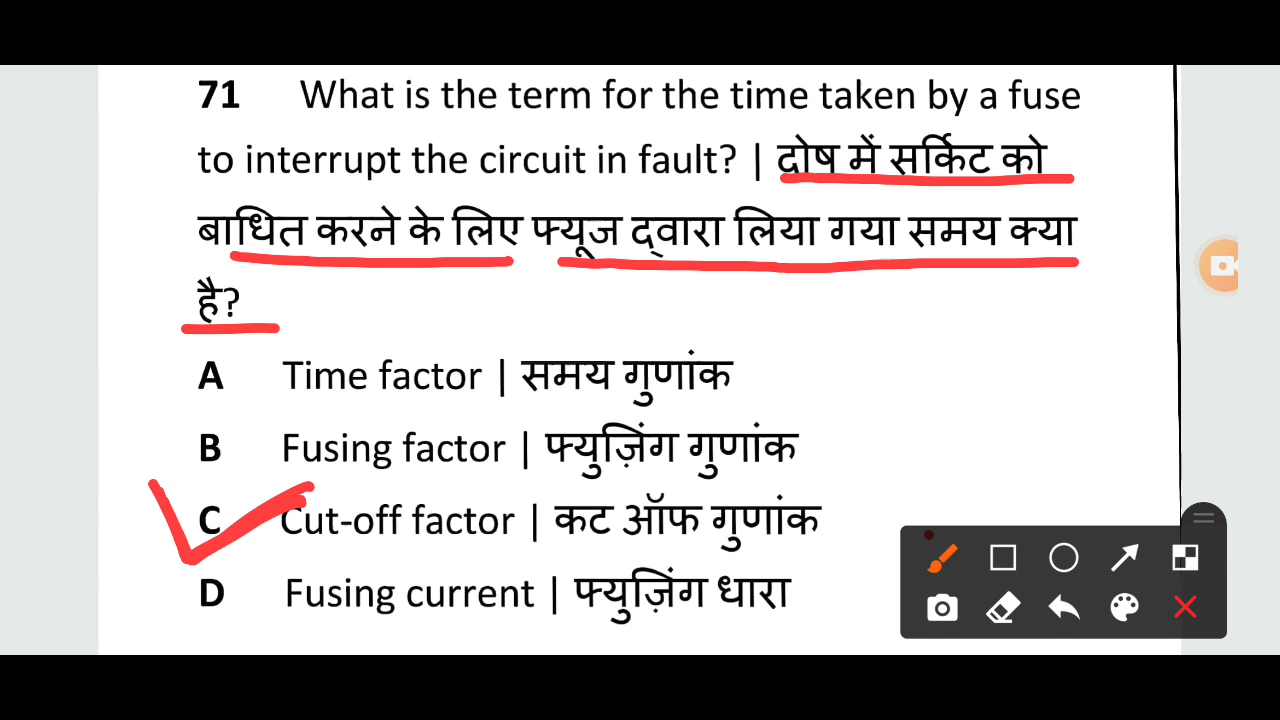 71 What is the term for the time taken by a fuse
to interrupt the circuit in fault? | दोष में सर्किट को
बाधित करने के लिए फ्यूज द्वारा लिया गया समय क्या
है?
A Time factor | समय गुणांक
B Fusing factor | फ्युज़िंग गुणांक
C Cut-off factor | कट ऑफ गुणांक
D Fusing current | फ्युज़िंग धारा